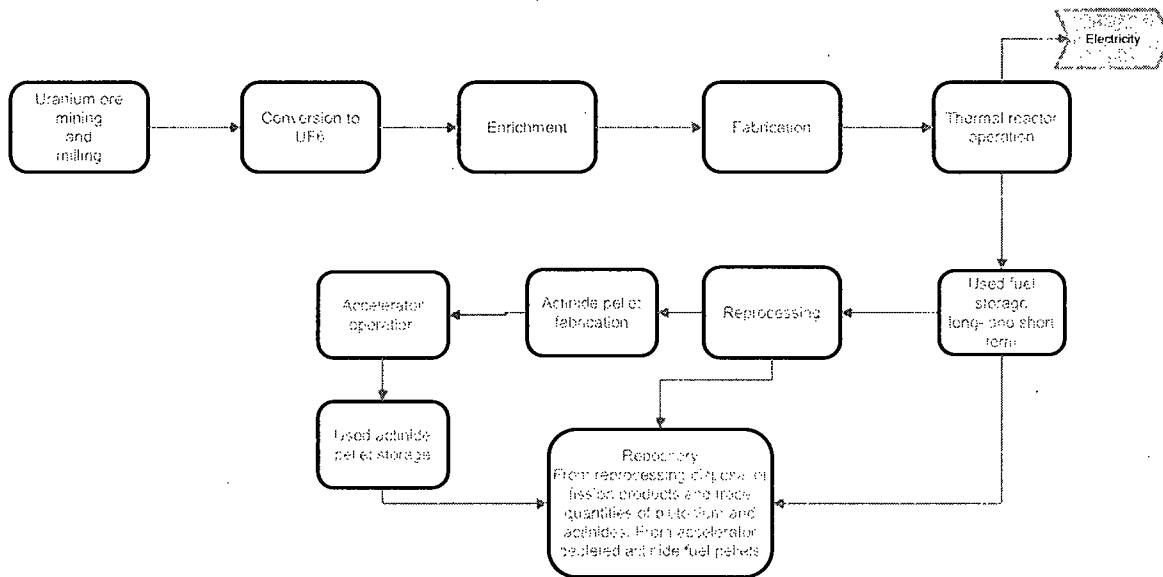 Electricity
Uranium ore
mining
and
milling
Conversion to
UF6
Enrichment
Fabrication
Thermal reactor
operation
Accelerator
operation
Actinide pellet
fabrication
Reprocessing
Used fuel
storage
long- and short
term
Used actinide
pellet storage
Repository
From reprocessing disposal of
fission products and trace
quantities of plutonium and
actinides. From accelerator
actinide fuel pellets